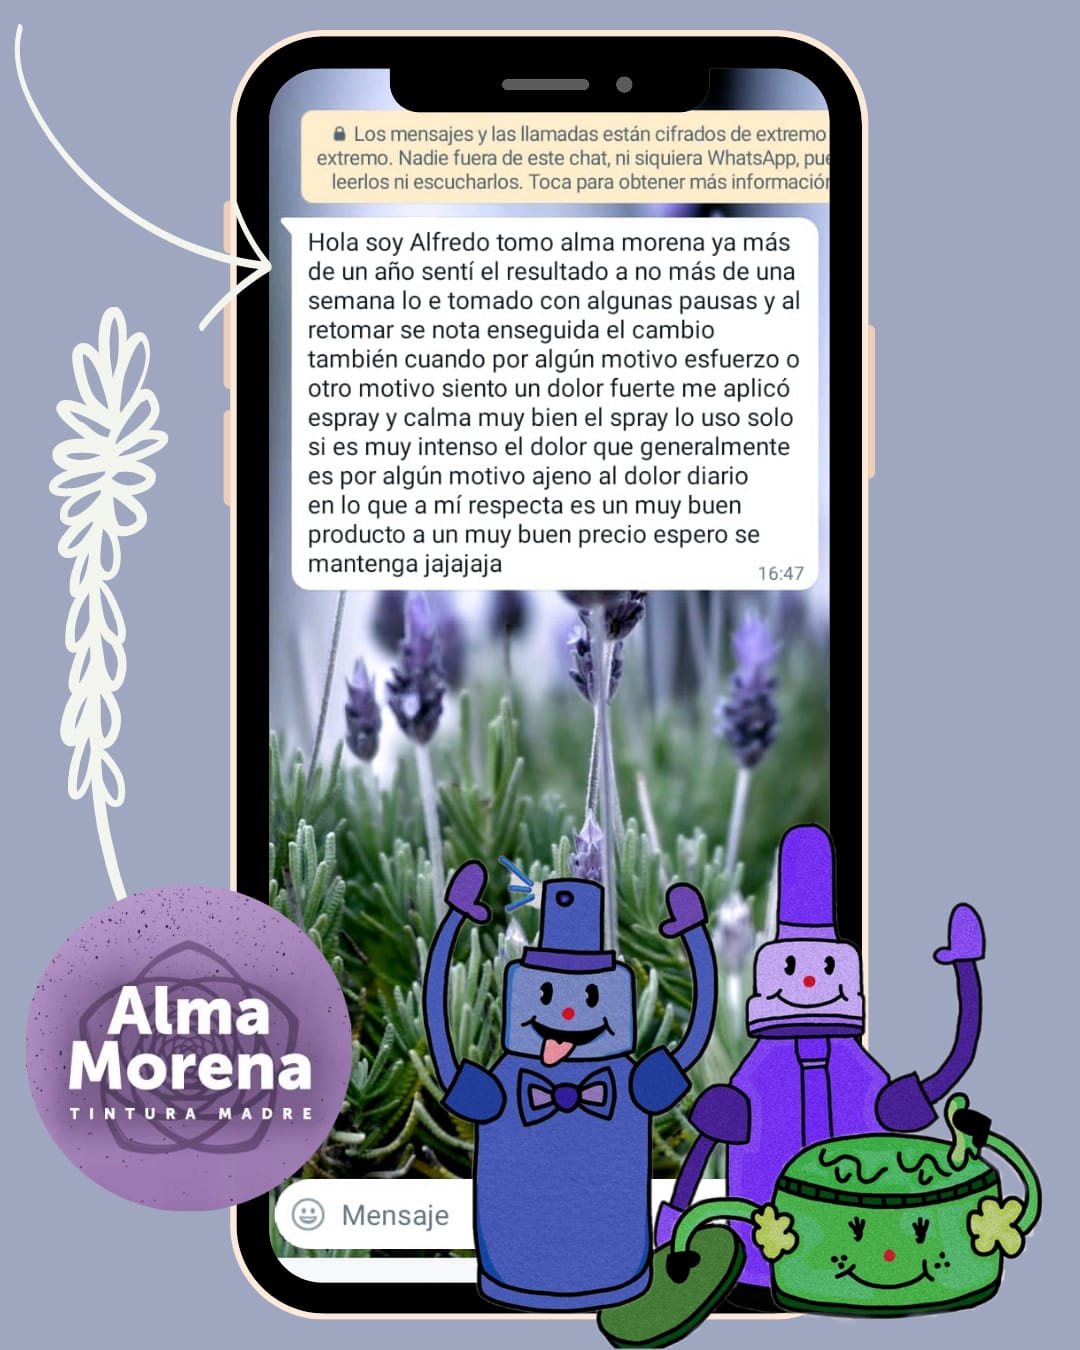 Los mensajes y las llamadas están cifrados de extremo
extremo. Nadie fuera de este chat, ni siquiera WhatsApp, pue
leerlos ni escucharlos. Toca para obtener más información
Hola soy Alfredo tomo alma morena ya más
de un año sentí el resultado a no más de una
semana lo e tomado con algunas pausas y al
retomar se nota enseguida el cambio
también cuando por algún motivo esfuerzo o
otro motivo siento un dolor fuerte me aplicó
espray y calma muy bien el spray lo uso solo
si es muy intenso el dolor que generalmente
es por algún motivo ajeno al dolor diario
en lo que a mí respecta es un muy buen
producto a un muy buen precio espero se
mantenga jajajaja
16:47
Alma
Morena
TINTURA MADRE
Mensaje